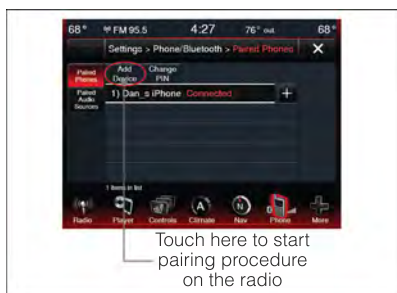 68° FM 95.5 4:27 76° out 68°
Settings > Phone/Bluetooth > Paired Phones X
Paired Phones
Add Device
Change PIN
1) Dan_s iPhone Connected +
Paired Audio Sources
1 Items in list
Radio Player Controls Climate Nav Phone More
Touch here to start
pairing procedure
on the radio